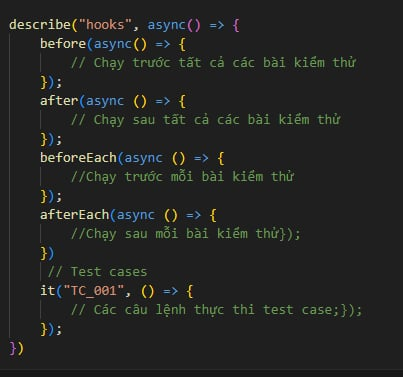 describe("hooks", async() => {
    before(async() => {
        // Chạy trước tất cả các bài kiểm thử
    });
    after(async () => {
        // Chạy sau tất cả các bài kiểm thử
    });
    beforeEach(async () => {
        //Chạy trước mỗi bài kiểm thử
    });
    afterEach(async () => {
        //Chạy sau mỗi bài kiểm thử});
    })
     // Test cases
    it("TC_001", () => {
        // Các câu lệnh thực thi test case;});
    });
})